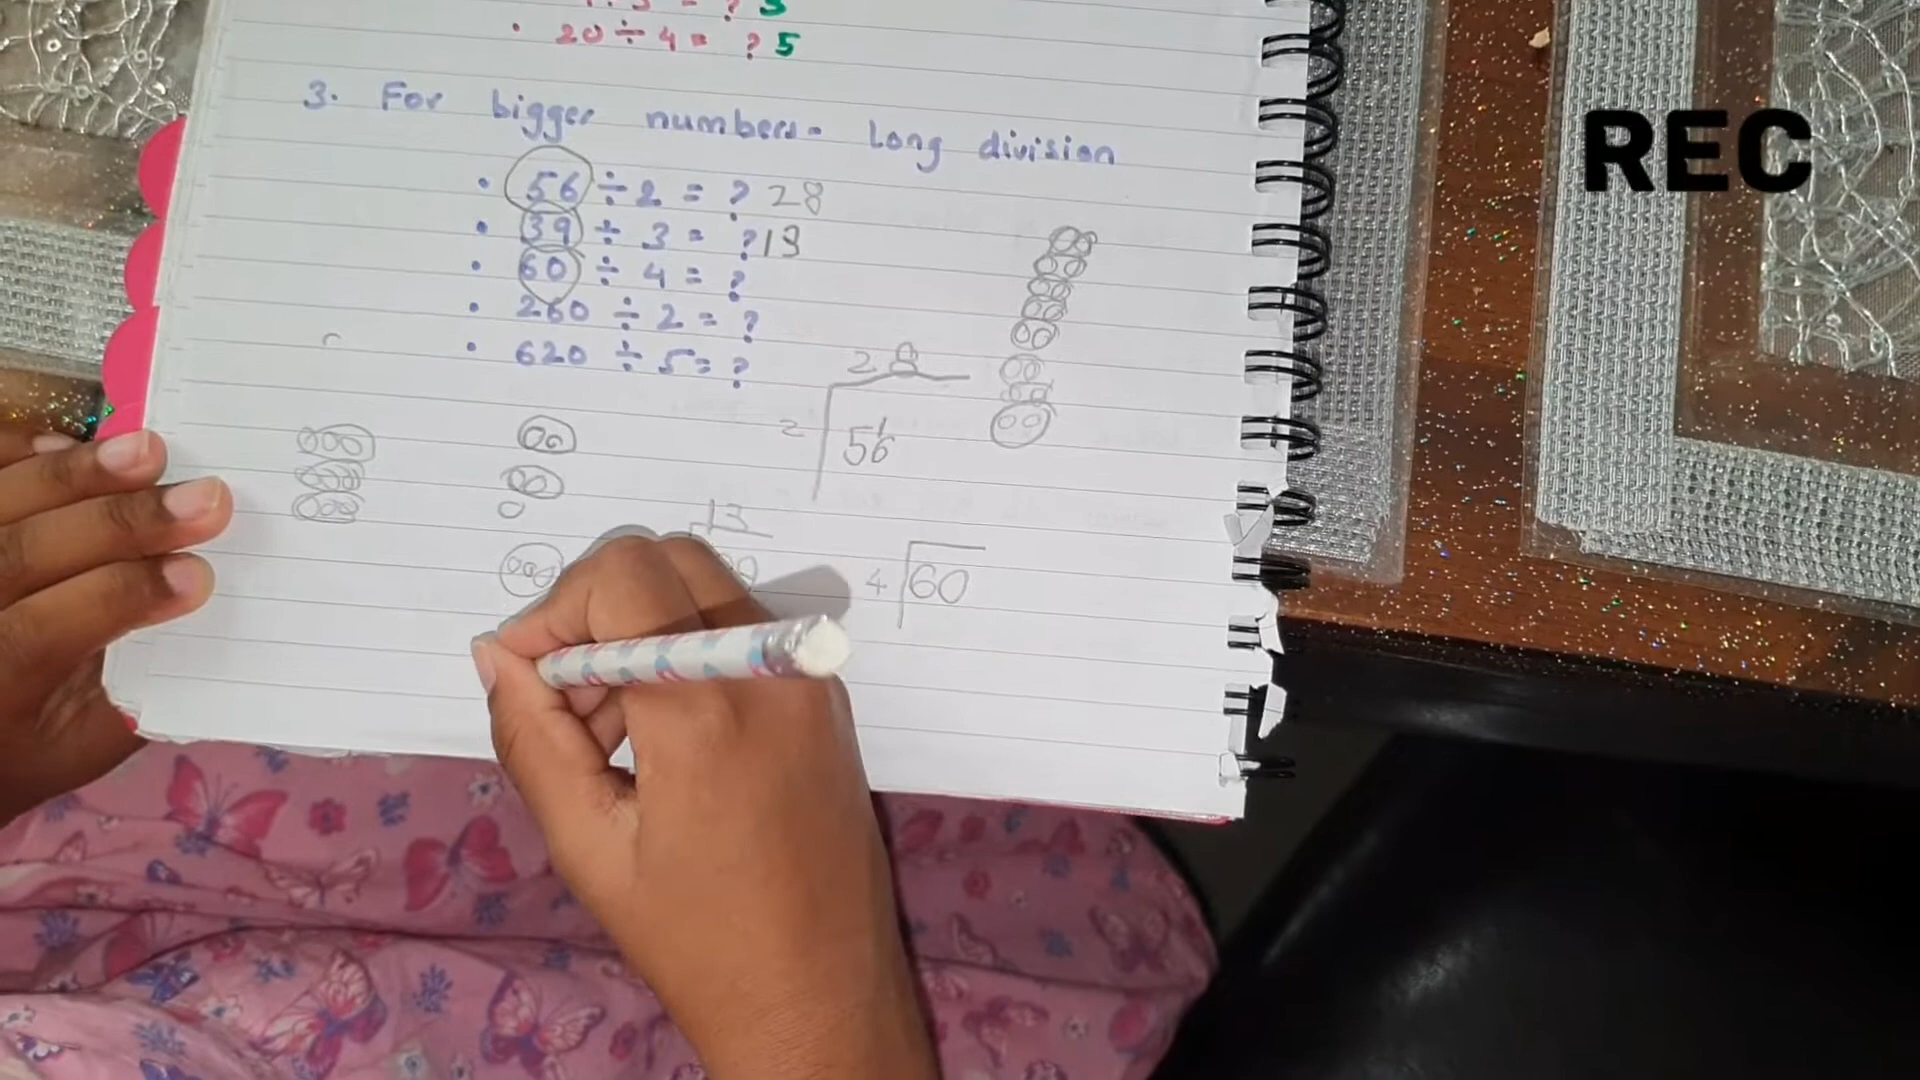 ? 5
20 ÷ 4 = ? 5
REC
3. For bigger numbers- Long division
• 56 ÷ 2 = ? 28
• 39 ÷ 3 = ? 13
• 60 ÷ 4 = ?
• 260 ÷ 2 = ?
• 620 ÷ 5 = ?
28
2 56
13
4 60